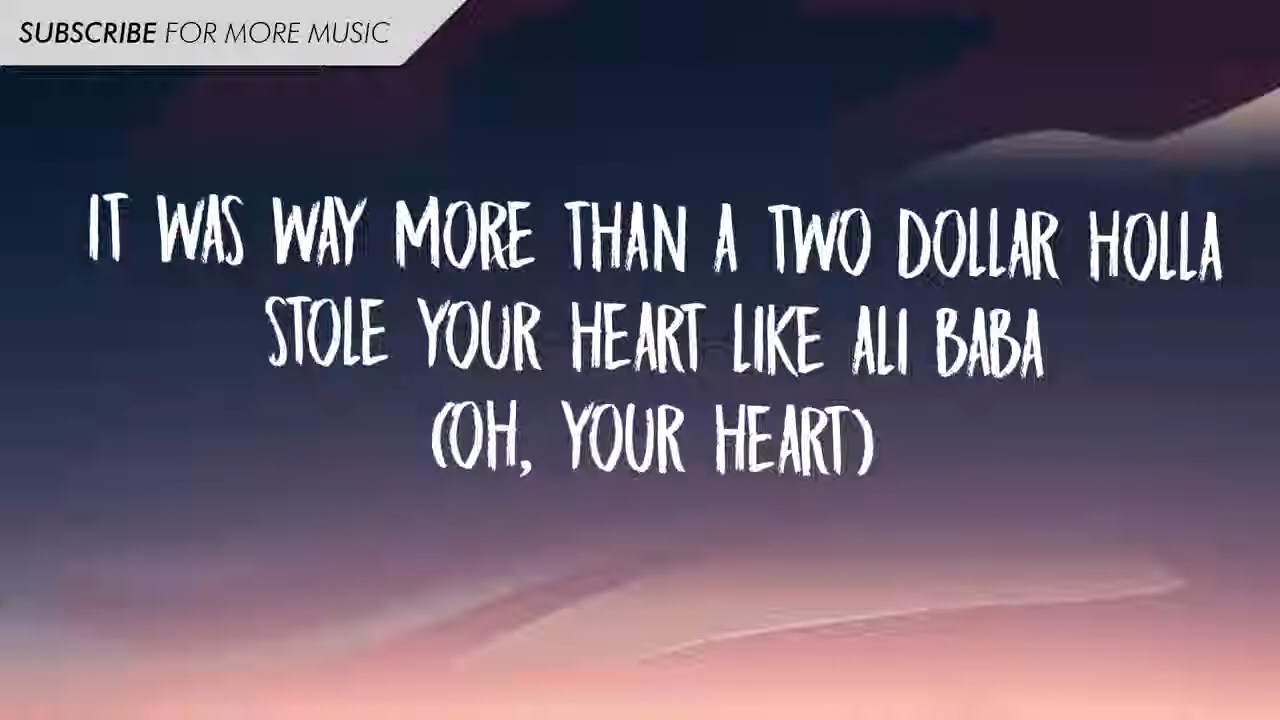 SUBSCRIBE FOR MORE MUSIC
IT WAS WAY MORE THAN A TWO DOLLAR HOLLA
STOLE YOUR HEART LIKE ALI BABA
(OH, YOUR HEART)